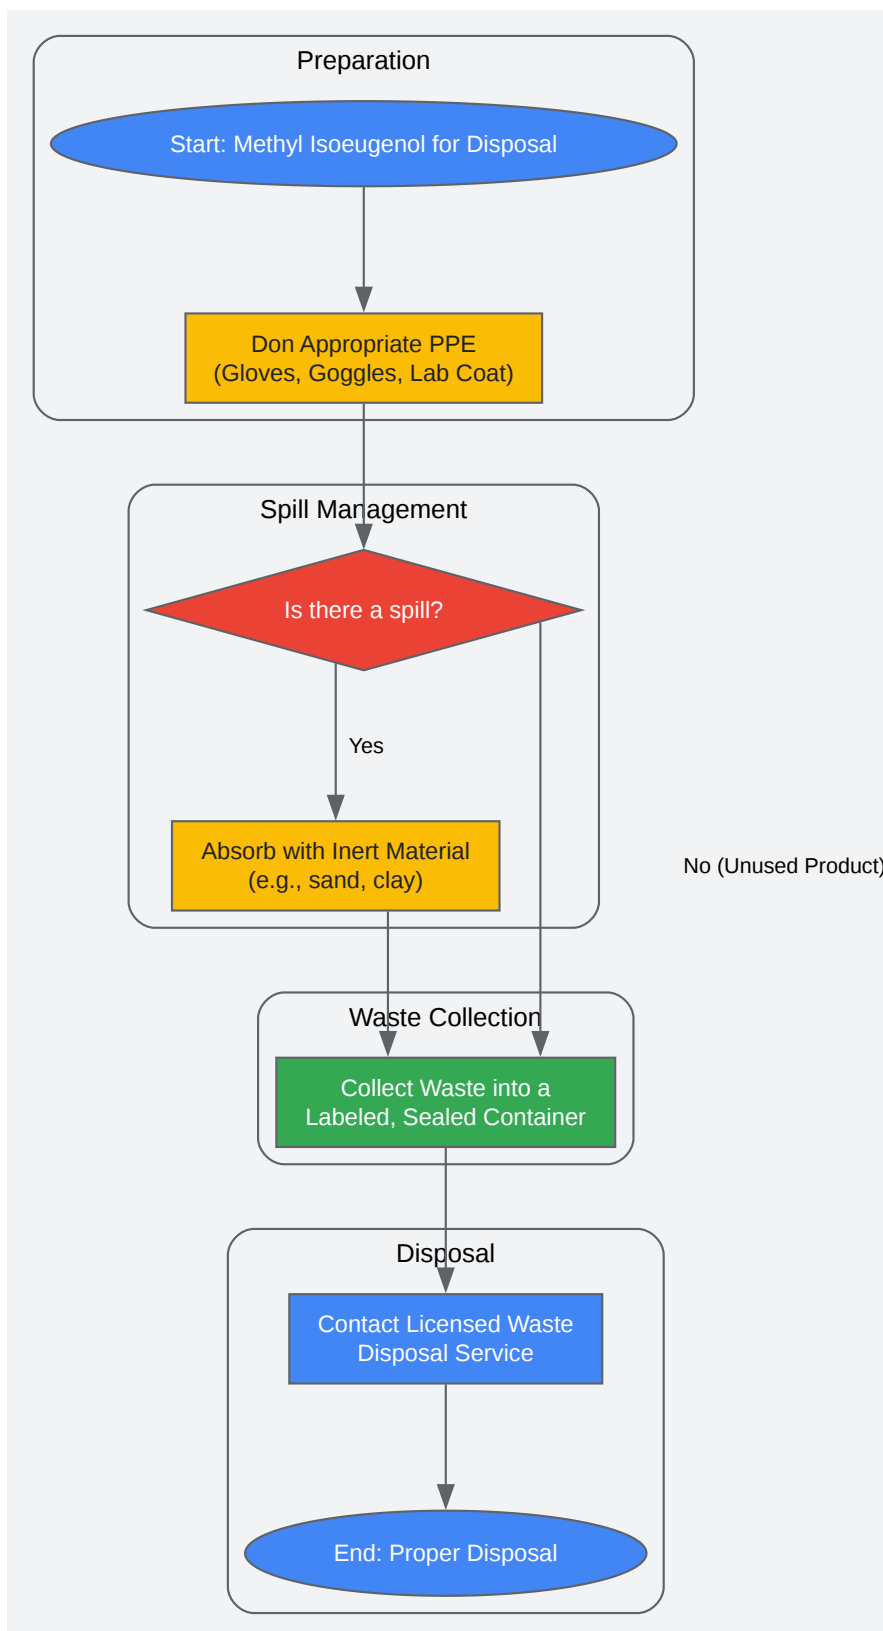 Preparation
Start: Methyl Isoeugenol for Disposal
Don Appropriate PPE
(Gloves, Goggles, Lab Coat)
Spill Management
Is there a spill?
Yes
Absorb with Inert Material
(e.g., sand, clay)
No (Unused Product)
Waste Collection
Collect Waste into a
Labeled, Sealed Container
Disposal
Contact Licensed Waste
Disposal Service
End: Proper Disposal